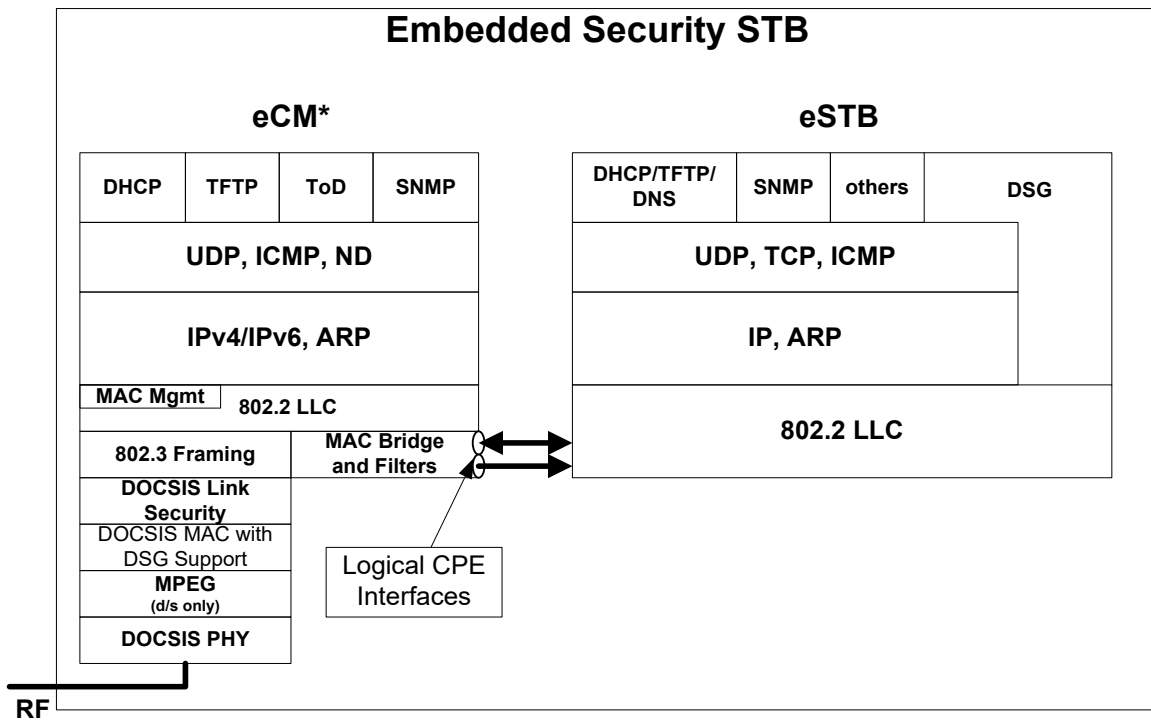 Embedded Security STB
eCM*
eSTB
DHCP
TFTP
ToD
SNMP
DHCP/TFTP/
DNS
SNMP
others
DSG
UDP, ICMP, ND
UDP, TCP, ICMP
IPv4/IPv6, ARP
IP, ARP
MAC Mgmt
802.2 LLC
802.2 LLC
802.3 Framing
MAC Bridge
and Filters
DOCSIS Link
Security
DOCSIS MAC with
DSG Support
Logical CPE
Interfaces
MPEG
(d/s only)
DOCSIS PHY
RF